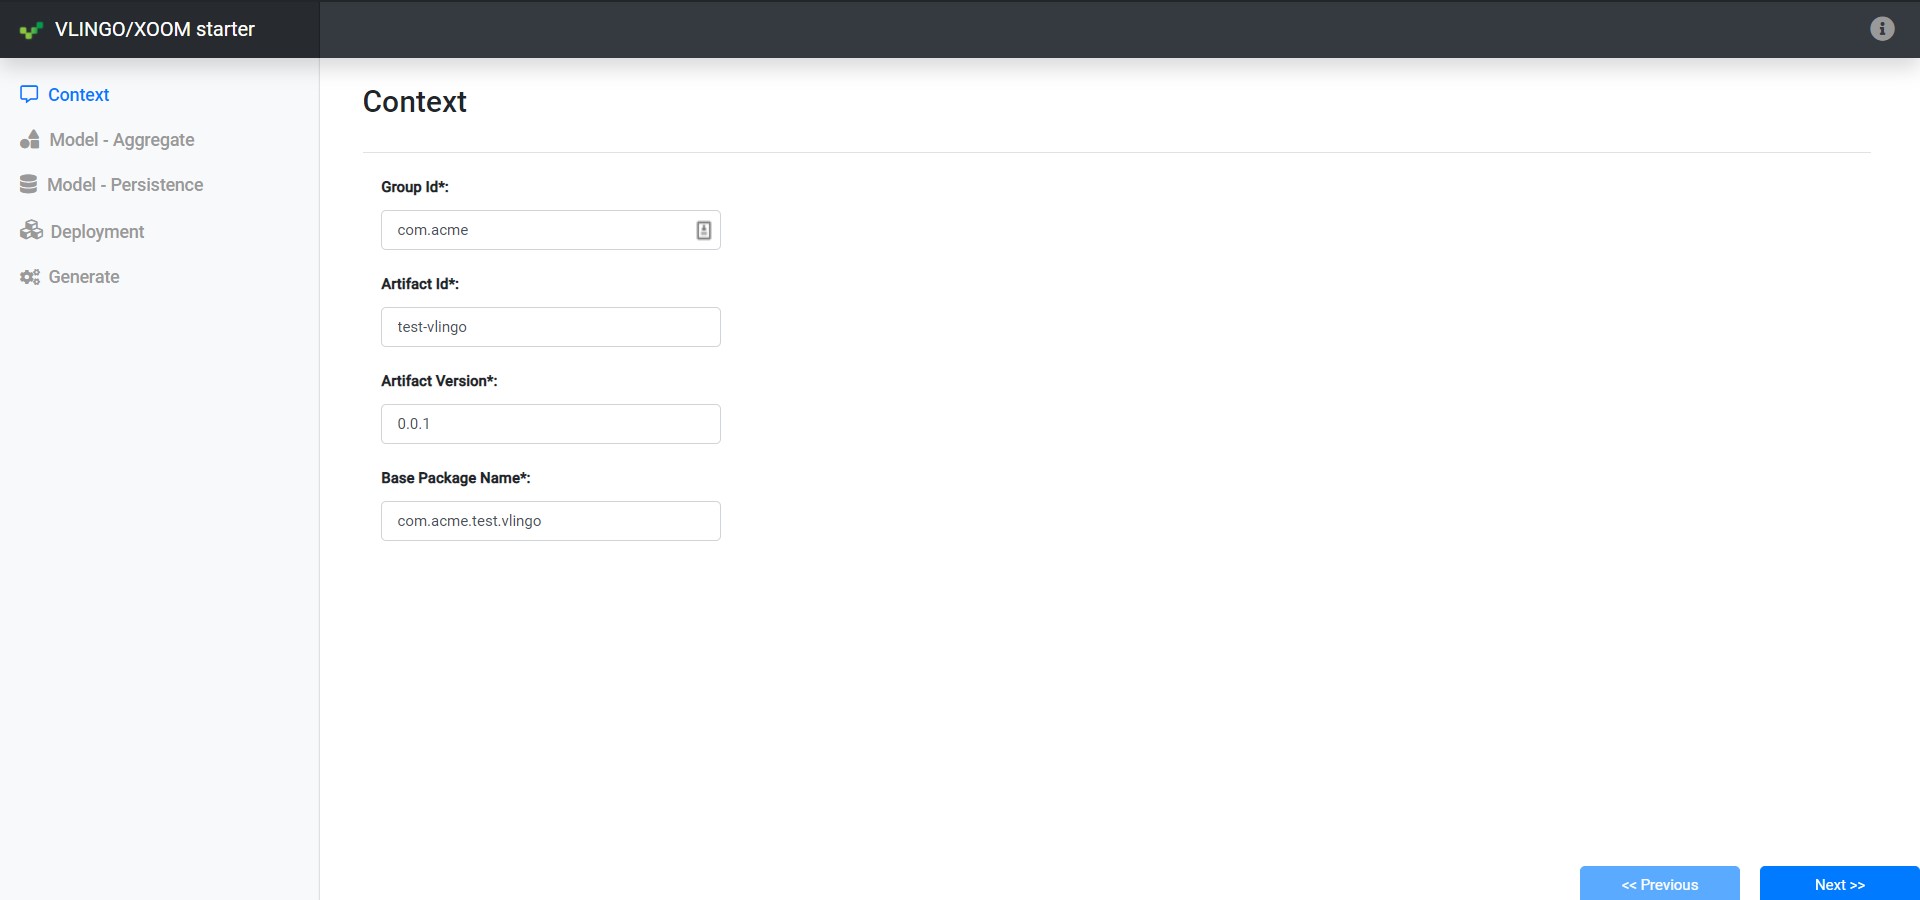 VLINGO/XOOM starter
Context
Model - Aggregate
Model - Persistence
Deployment
Generate
Context
Group Id*:
com.acme
Artifact Id*:
test-vlingo
Artifact Version*:
0.0.1
Base Package Name*:
com.acme.test.vlingo
<< Previous
Next >>